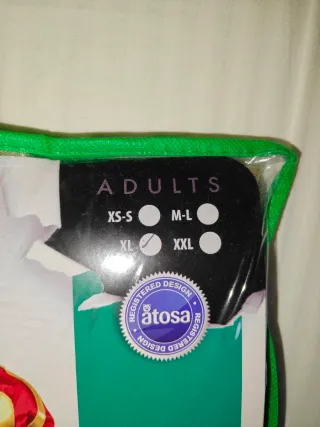 ADULTS
XS-S M-L
XL XXL
REGISTERED DESIGN
atosa
REGISTERED DESIGN